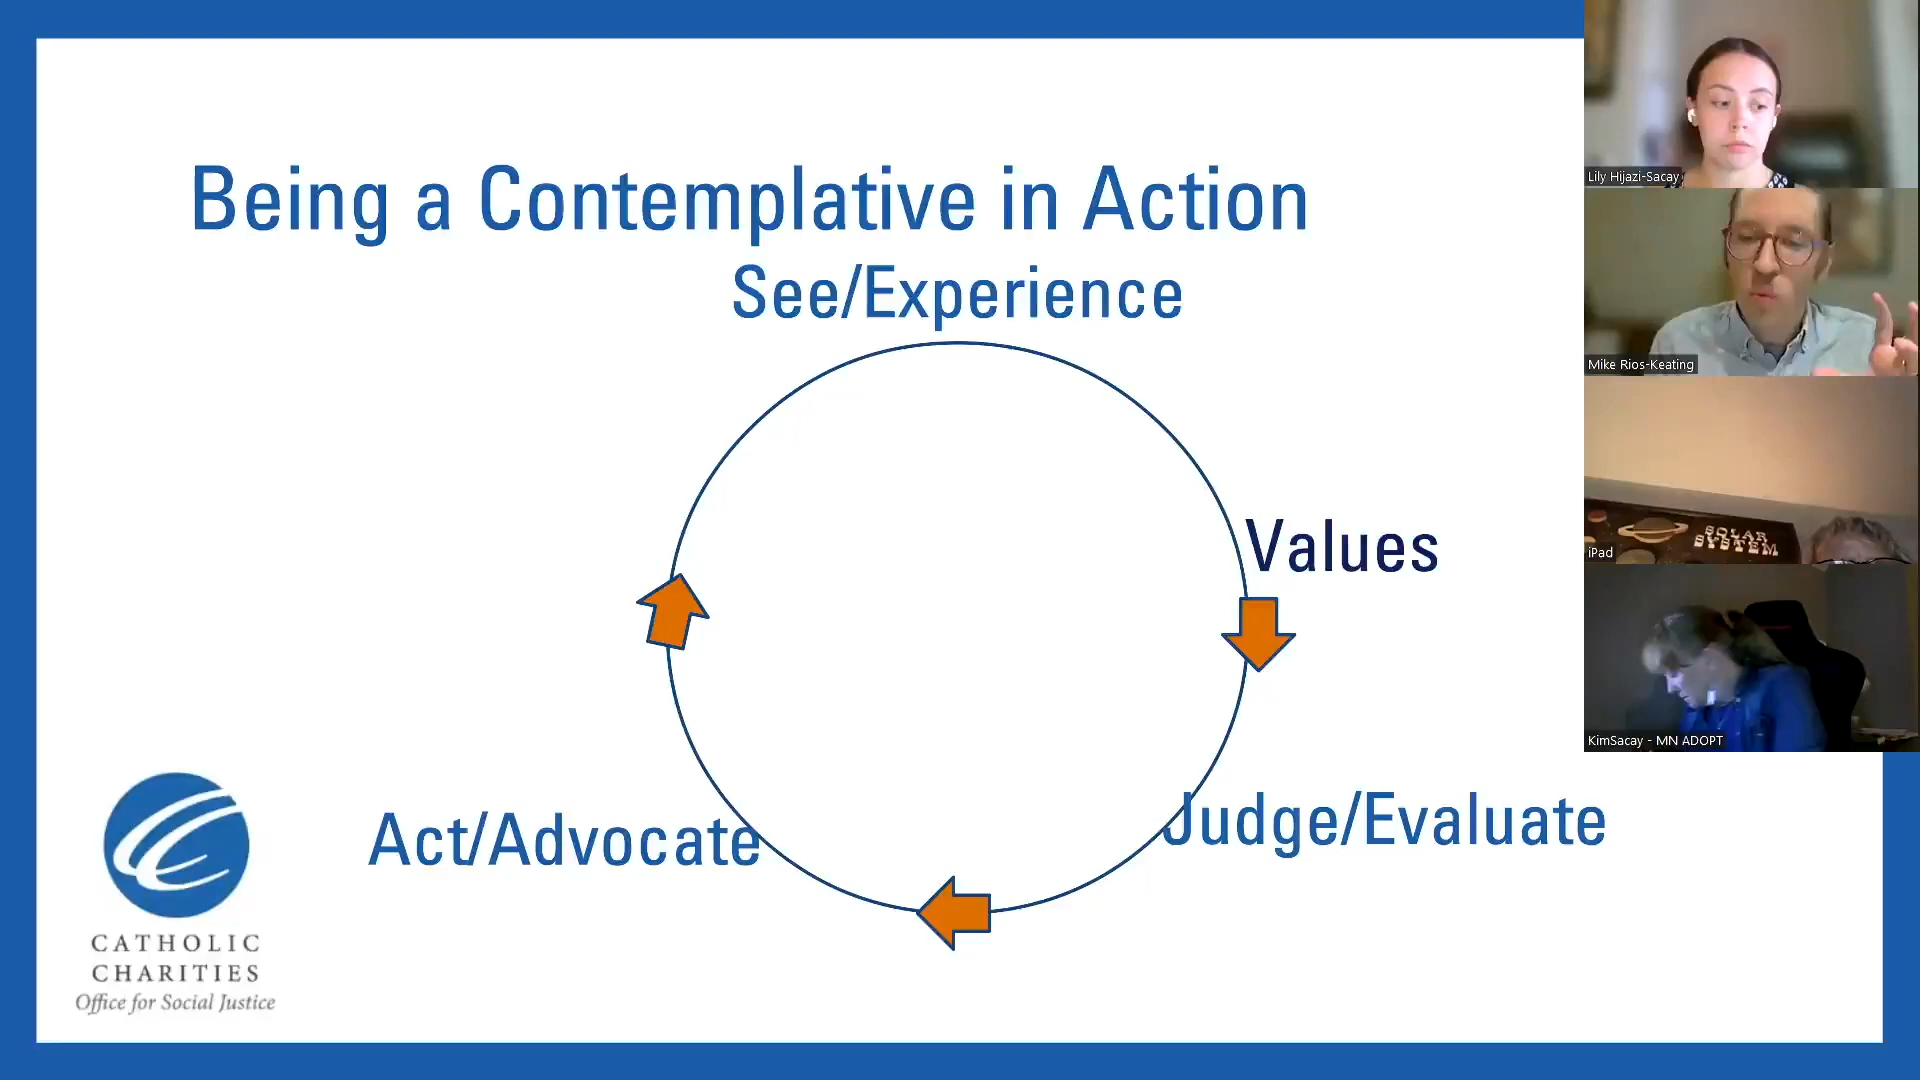 Being a Contemplative in Action
See/Experience
Values
Judge/Evaluate
Act/Advocate
CATHOLIC
CHARITIES
Office for Social Justice
Lily Hijazi-Sacay
Mike Rios-Keating
SOLAR
SYSTEM
iPad
KimSacay - MN ADOPT